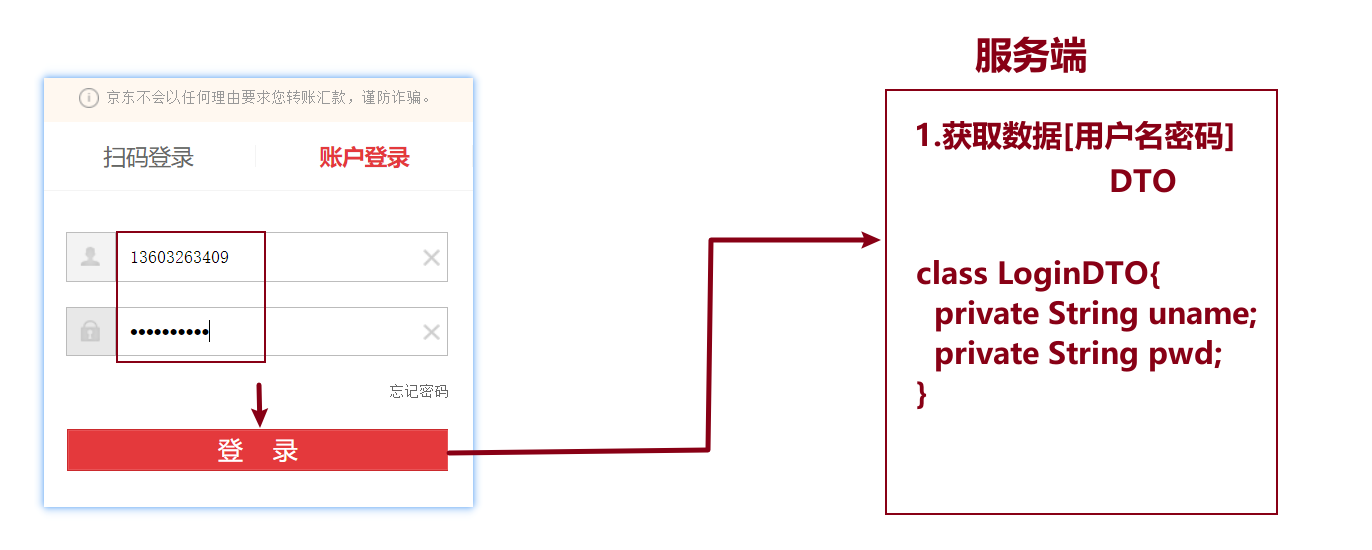 京东不会以任何理由要求您转账汇款，谨防诈骗。
扫码登录
账户登录
13603263409
••••••••••
忘记密码
登 录
服务端
1.获取数据[用户名密码]
DTO
class LoginDTO{
private String uname;
private String pwd;
}